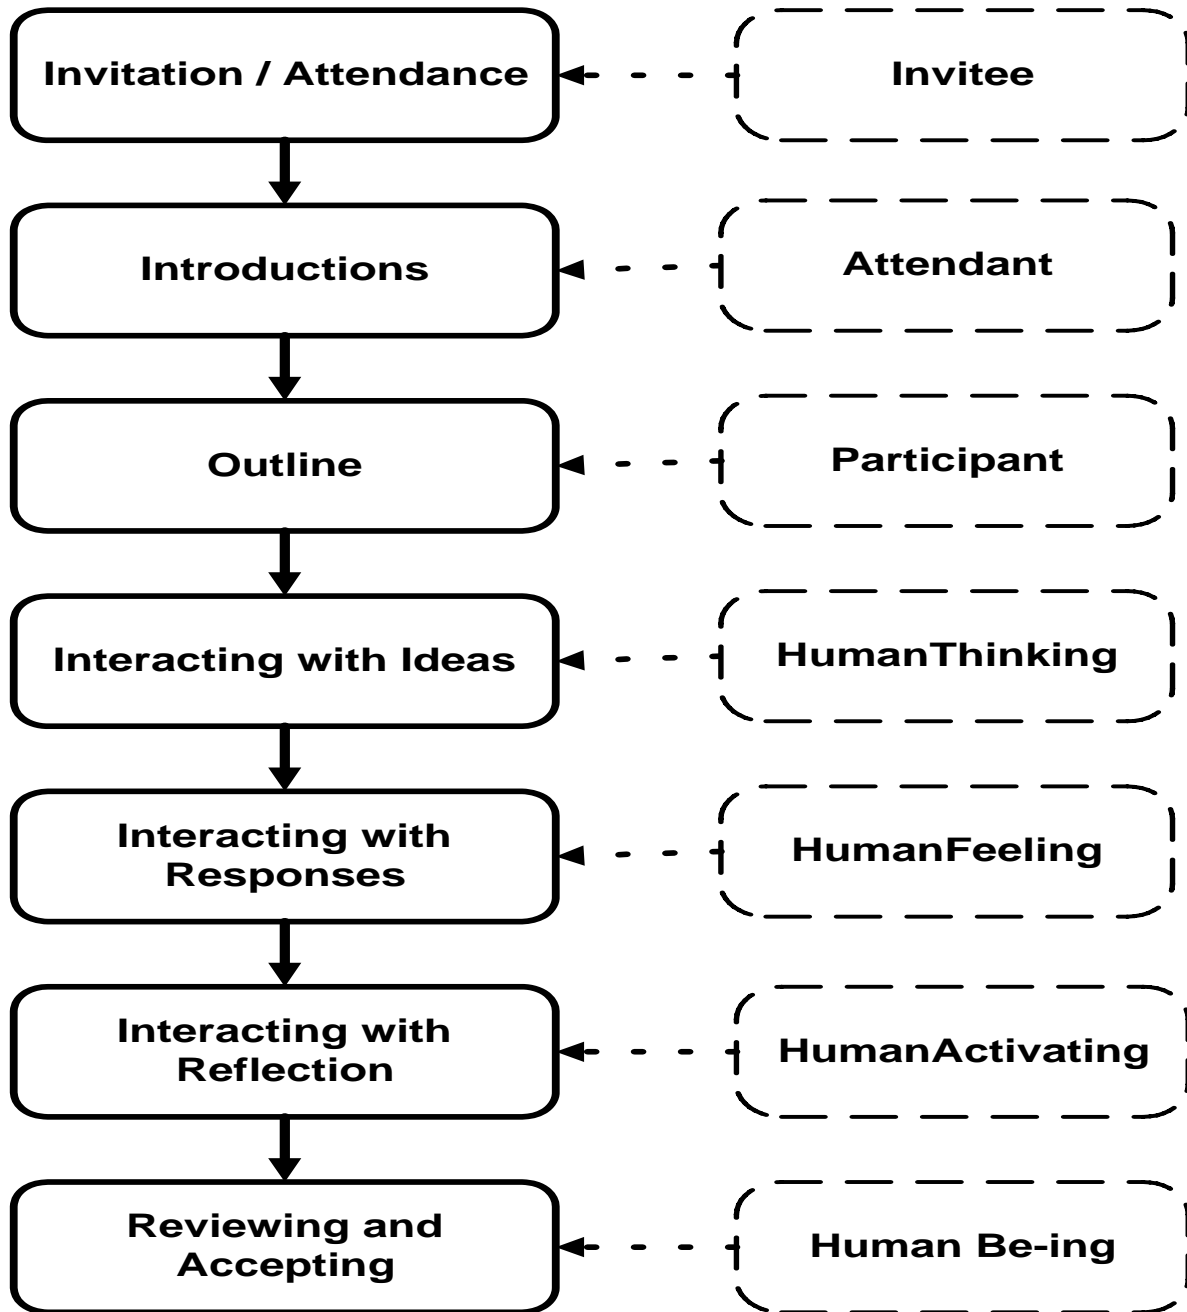 Invitation / Attendance
Invitee
Introductions
Attendant
Outline
Participant
Interacting with Ideas
HumanThinking
Interacting with
Responses
HumanFeeling
Interacting with
Reflection
HumanActivating
Reviewing and
Accepting
Human Be-ing